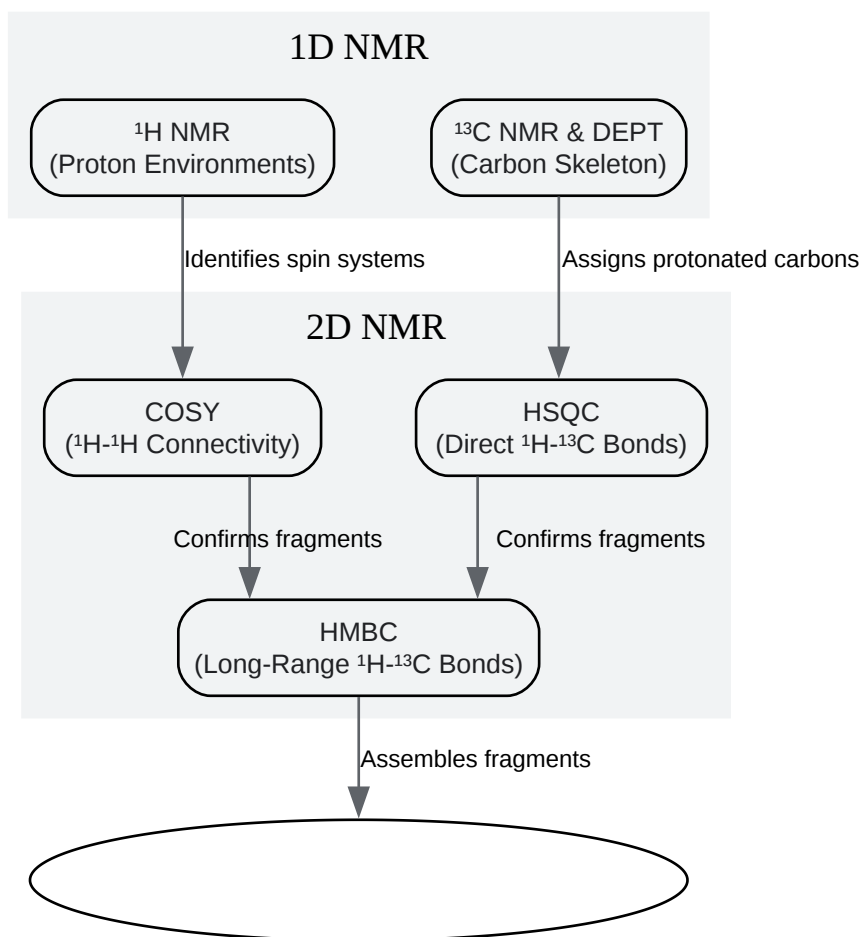 1D NMR
¹H NMR
(Proton Environments)
¹³C NMR & DEPT
(Carbon Skeleton)
Identifies spin systems
Assigns protonated carbons
2D NMR
COSY
(¹H-¹H Connectivity)
HSQC
(Direct ¹H-¹³C Bonds)
Confirms fragments
Confirms fragments
HMBC
(Long-Range ¹H-¹³C Bonds)
Assembles fragments